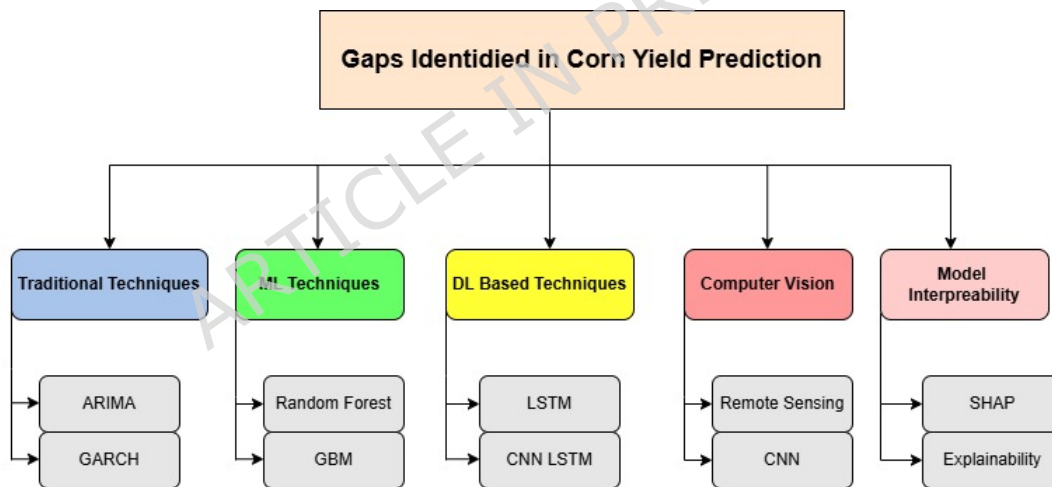 Gaps Identidied in Corn Yield Prediction
ARTICLE IN PRE
Traditional Techniques
ML Techniques
DL Based Techniques
Computer Vision
Model
Interpreability
ARIMA
GARCH
Random Forest
GBM
LSTM
CNN LSTM
Remote Sensing
CNN
SHAP
Explainability